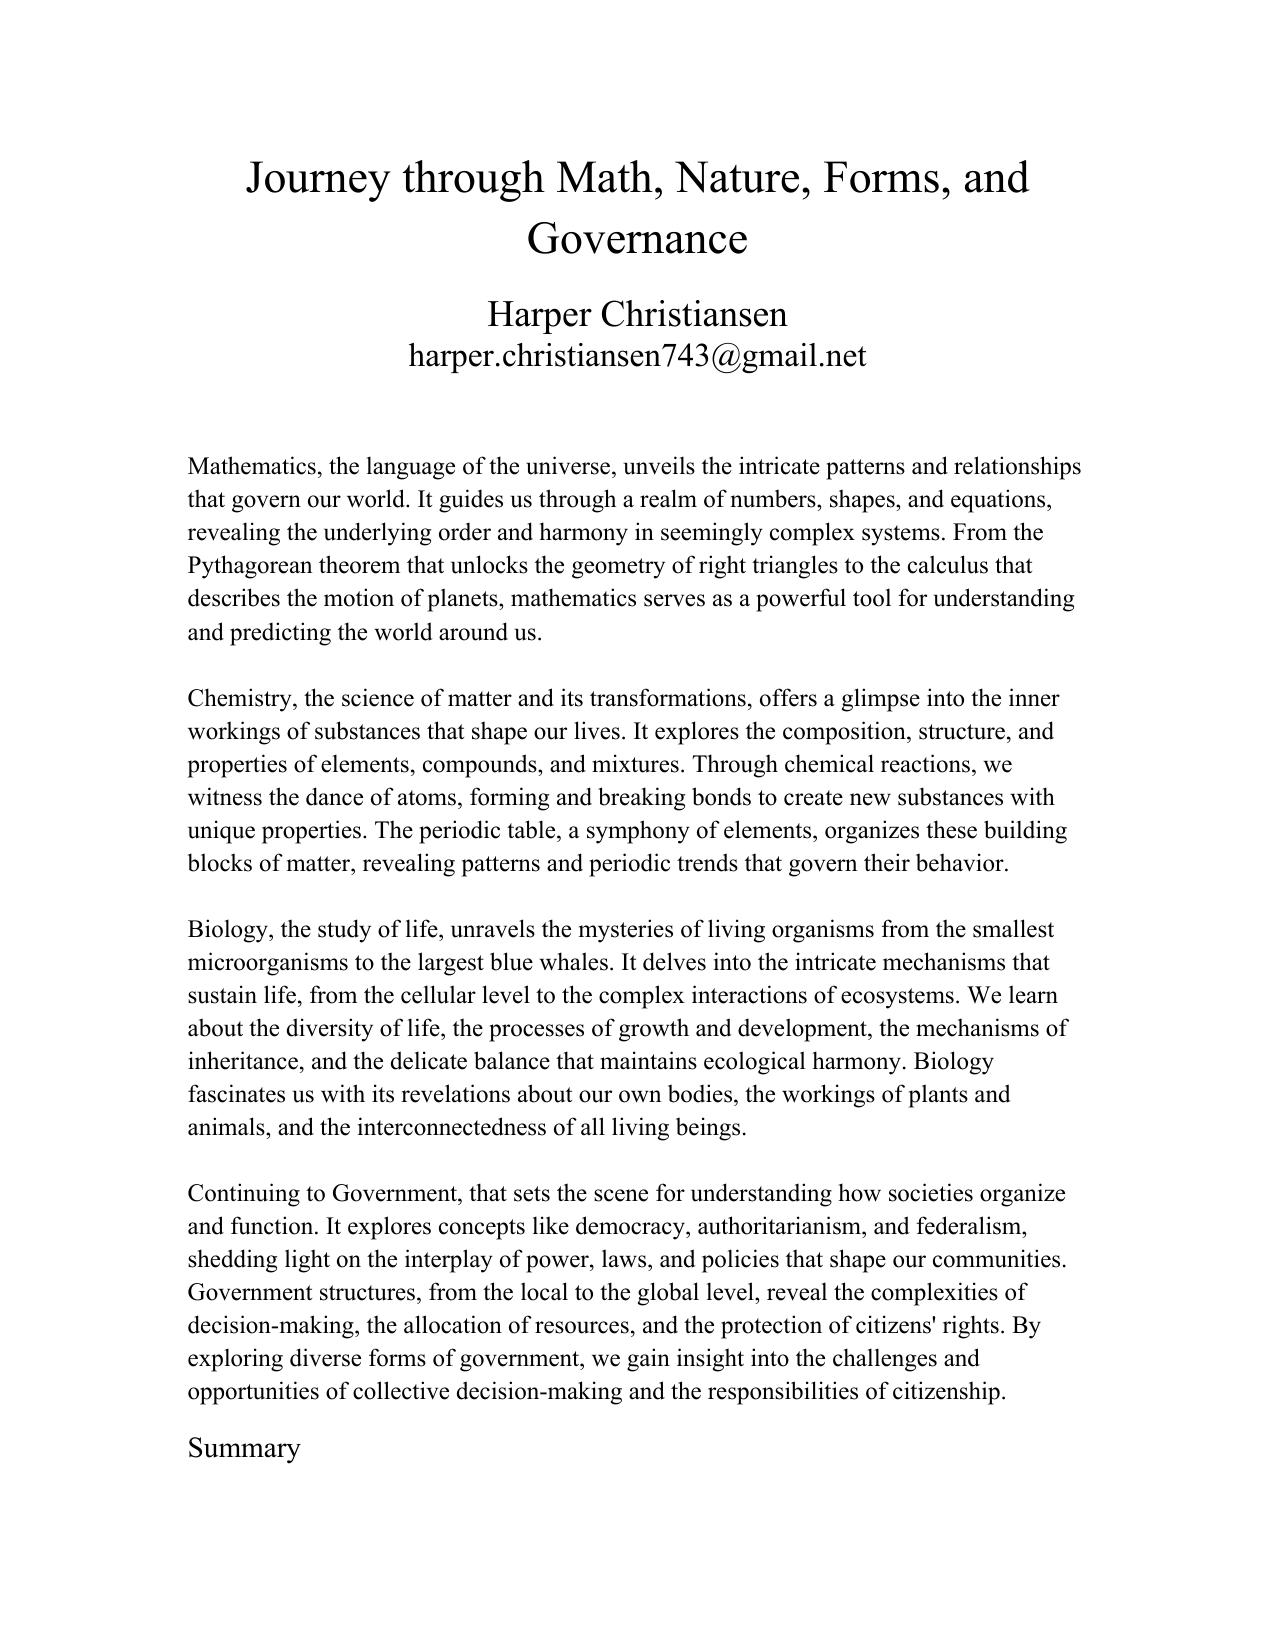 Journey through Math, Nature, Forms, and
Governance
Harper Christiansen
harper.christiansen743@gmail.net
Mathematics, the language of the universe, unveils the intricate patterns and relationships
that govern our world. It guides us through a realm of numbers, shapes, and equations,
revealing the underlying order and harmony in seemingly complex systems. From the
Pythagorean theorem that unlocks the geometry of right triangles to the calculus that
describes the motion of planets, mathematics serves as a powerful tool for understanding
and predicting the world around us.
Chemistry, the science of matter and its transformations, offers a glimpse into the inner
workings of substances that shape our lives. It explores the composition, structure, and
properties of elements, compounds, and mixtures. Through chemical reactions, we
witness the dance of atoms, forming and breaking bonds to create new substances with
unique properties. The periodic table, a symphony of elements, organizes these building
blocks of matter, revealing patterns and periodic trends that govern their behavior.
Biology, the study of life, unravels the mysteries of living organisms from the smallest
microorganisms to the largest blue whales. It delves into the intricate mechanisms that
sustain life, from the cellular level to the complex interactions of ecosystems. We learn
about the diversity of life, the processes of growth and development, the mechanisms of
inheritance, and the delicate balance that maintains ecological harmony. Biology
fascinates us with its revelations about our own bodies, the workings of plants and
animals, and the interconnectedness of all living beings.
Continuing to Government, that sets the scene for understanding how societies organize
and function. It explores concepts like democracy, authoritarianism, and federalism,
shedding light on the interplay of power, laws, and policies that shape our communities.
Government structures, from the local to the global level, reveal the complexities of
decision-making, the allocation of resources, and the protection of citizens' rights. By
exploring diverse forms of government, we gain insight into the challenges and
opportunities of collective decision-making and the responsibilities of citizenship.
Summary